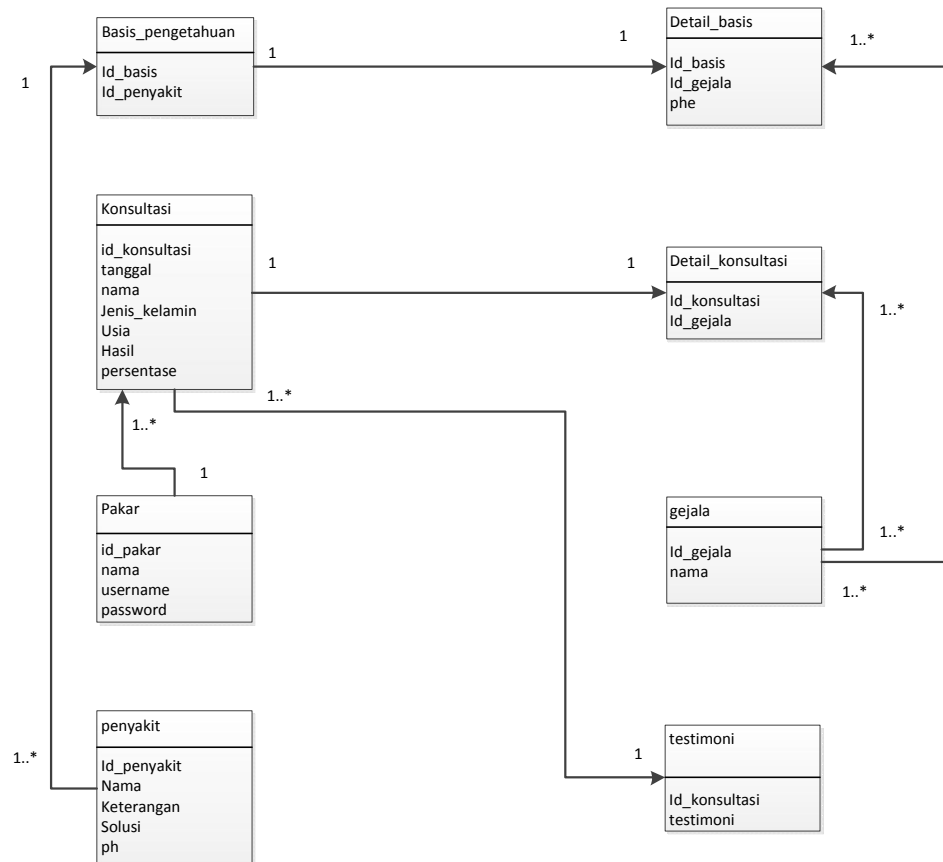 Basis_pengetahuan
Id_basis
Id_penyakit
1
1
1
Detail_basis
Id_basis
Id_gejala
phe
1..*
Konsultasi
id_konsultasi
tanggal
nama
Jenis_kelamin
Usia
Hasil
persentase
1
1
Detail_konsultasi
Id_konsultasi
Id_gejala
1..*
1..*
1..*
1
Pakar
id_pakar
nama
username
password
gejala
Id_gejala
nama
1..*
1..*
penyakit
Id_penyakit
Nama
Keterangan
Solusi
ph
1..*
1
testimoni
Id_konsultasi
testimoni